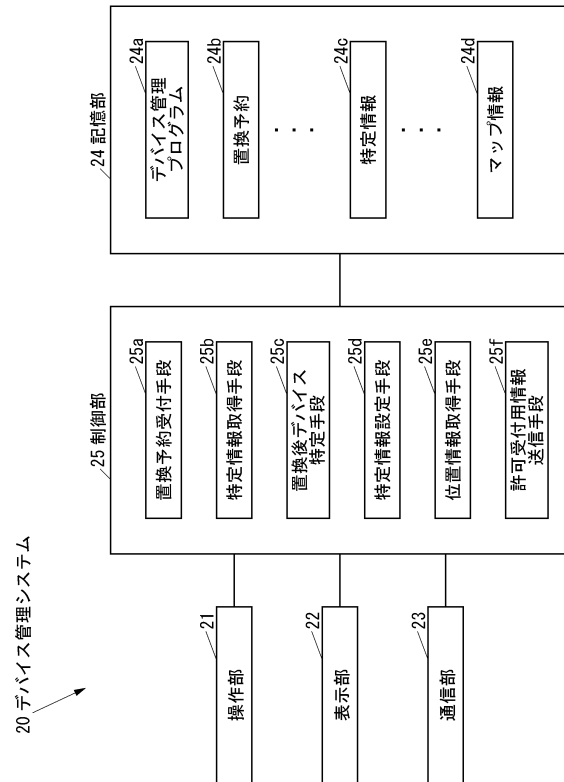 20 デバイス管理システム
21
操作部
22
表示部
23
通信部
25 制御部
25a
置換予約受付手段
25b
特定情報取得手段
25c
置換後デバイス
特定手段
25d
特定情報設定手段
25e
位置情報取得手段
25f
許可受付用情報
送信手段
24 記憶部
24a
デバイス管理
プログラム
24b
置換予約
・・・
24c
特定情報
・・・
24d
マップ情報